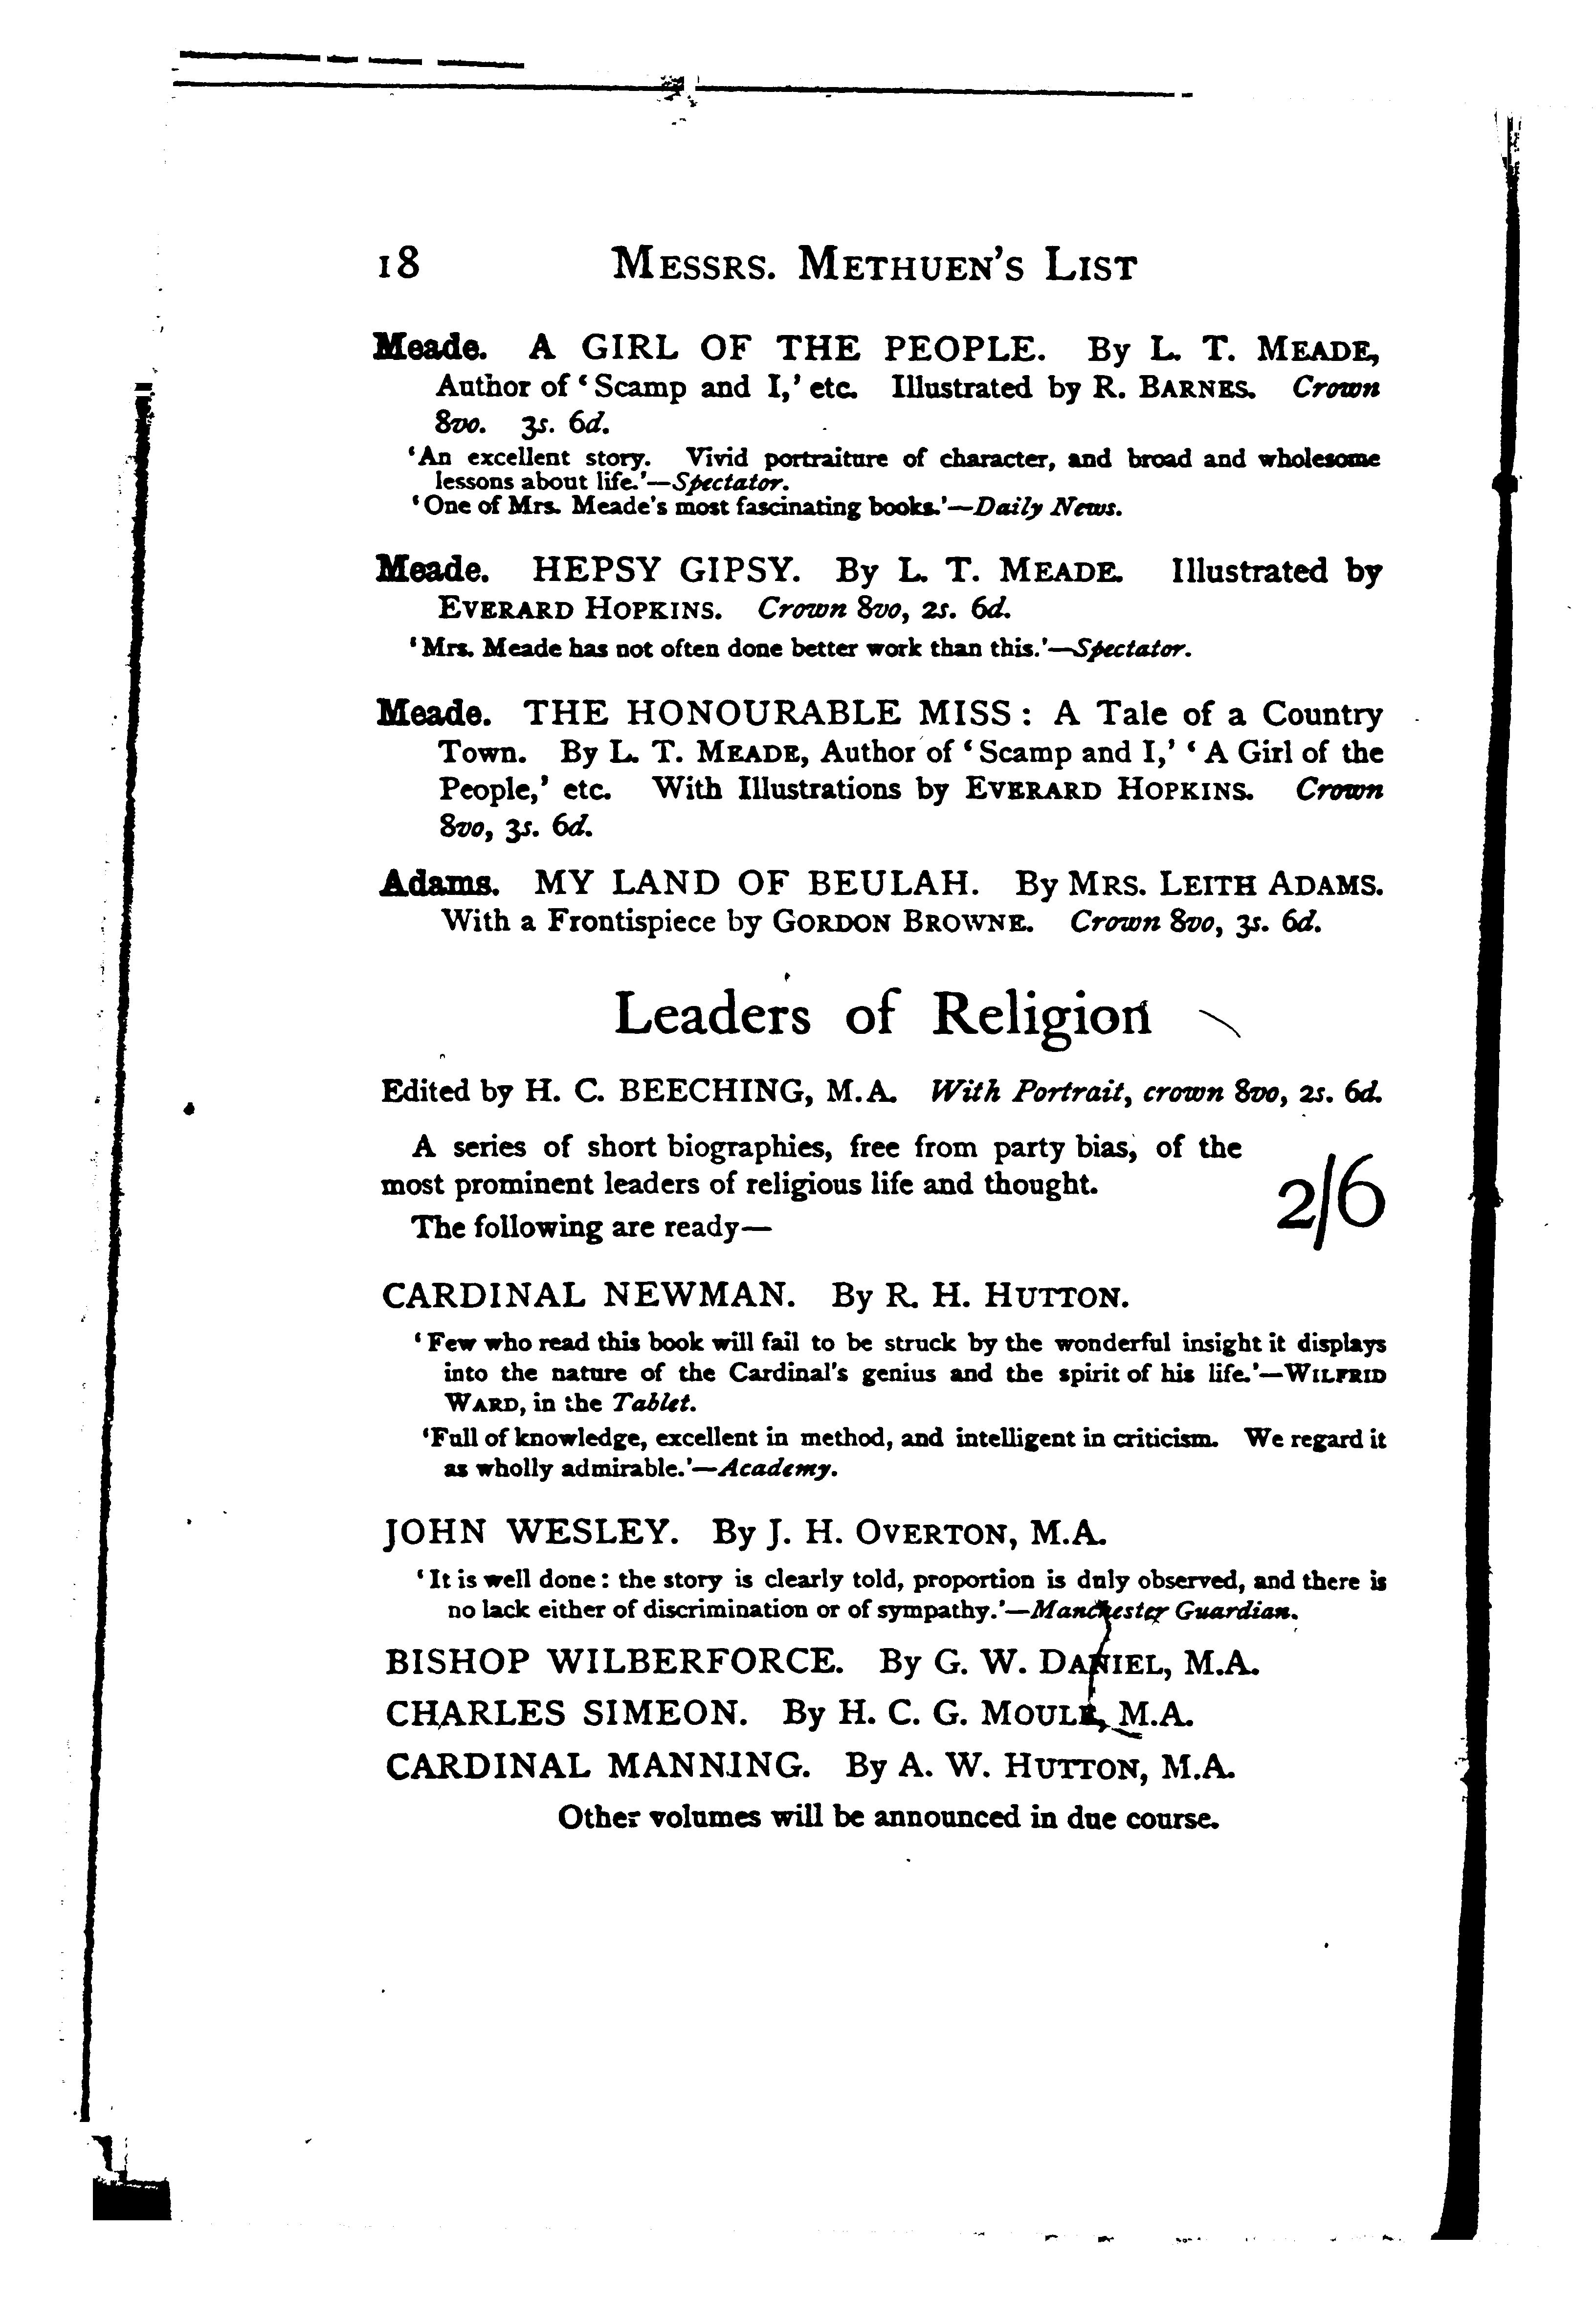 18 MESSRS. METHUEN'S LIST
Meade. A GIRL OF THE PEOPLE. By L. T. MEADE,
Author of ‘Scamp and I,’ etc. Illustrated by R. BARNES. Crown
8vo. 3s. 6d.
‘An excellent story. Vivid portraiture of character, and broad and wholesome
lessons about life.’—Spectator.
‘One of Mrs. Meade's most fascinating books.’—Daily News.
Meade. HEPSY GIPSY. By L. T. MEADE. Illustrated by
EVERARD HOPKINS. Crown 8vo, 2s. 6d.
‘Mrs. Meade has not often done better work than this.’—Spectator.
Meade. THE HONOURABLE MISS: A Tale of a Country
Town. By L. T. MEADE, Author of ‘Scamp and I,’ ‘A Girl of the
People,’ etc. With Illustrations by EVERARD HOPKINS. Crown
8vo, 3s. 6d.
Adams. MY LAND OF BEULAH. By MRS. LEITH ADAMS.
With a Frontispiece by GORDON BROWNE. Crown 8vo, 3s. 6d.
Leaders of Religion
Edited by H. C. BEECHING, M.A. With Portrait, crown 8vo, 2s. 6d.
A series of short biographies, free from party bias, of the
most prominent leaders of religious life and thought.
2/6
The following are ready—
CARDINAL NEWMAN. By R. H. HUTTON.
‘Few who read this book will fail to be struck by the wonderful insight it displays
into the nature of the Cardinal's genius and the spirit of his life.’—WILFRID
WARD, in the Tablet.
‘Full of knowledge, excellent in method, and intelligent in criticism. We regard it
as wholly admirable.’—Academy.
JOHN WESLEY. By J. H. OVERTON, M.A.
‘It is well done: the story is clearly told, proportion is duly observed, and there is
no lack either of discrimination or of sympathy.’—Manchester Guardian.
BISHOP WILBERFORCE. By G. W. DANIEL, M.A.
CHARLES SIMEON. By H. C. G. MOULE, M.A.
CARDINAL MANNING. By A. W. HUTTON, M.A.
Other volumes will be announced in due course.